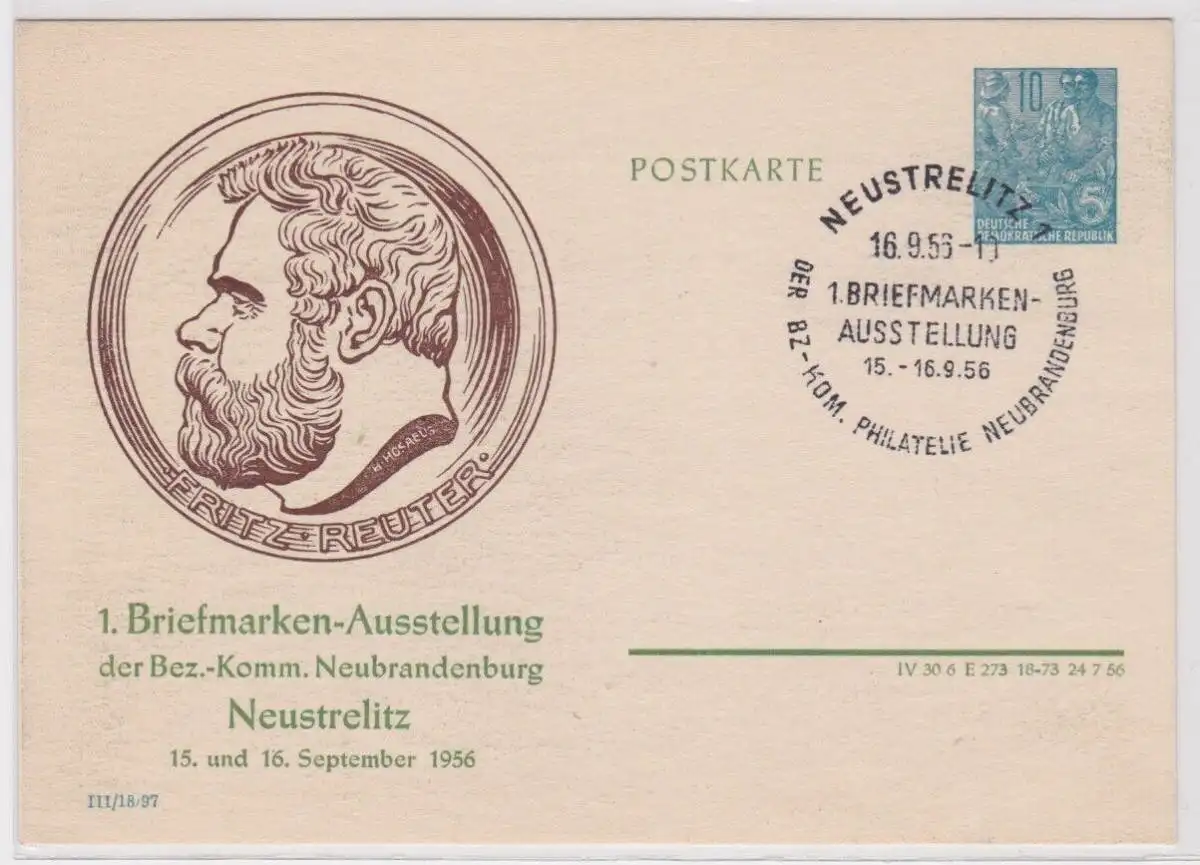 FRITZ · REUTER ·
B HOSAEUS
1. Briefmarken-Ausstellung
der Bez.-Komm. Neubrandenburg
Neustrelitz
15. und 16. September 1956
III/18/97
POSTKARTE
10
5
DEUTSCHE
DEMOKRATISCHE REPUBLIK
NEUSTRELITZ 1
16.9.56-
1.BRIEFMARKEN-
AUSSTELLUNG
15.-16.9.56
DER BZ-KOM. PHILATELIE NEUBRANDENBURG
IV 30 6 E 273 18-73 24 7 56